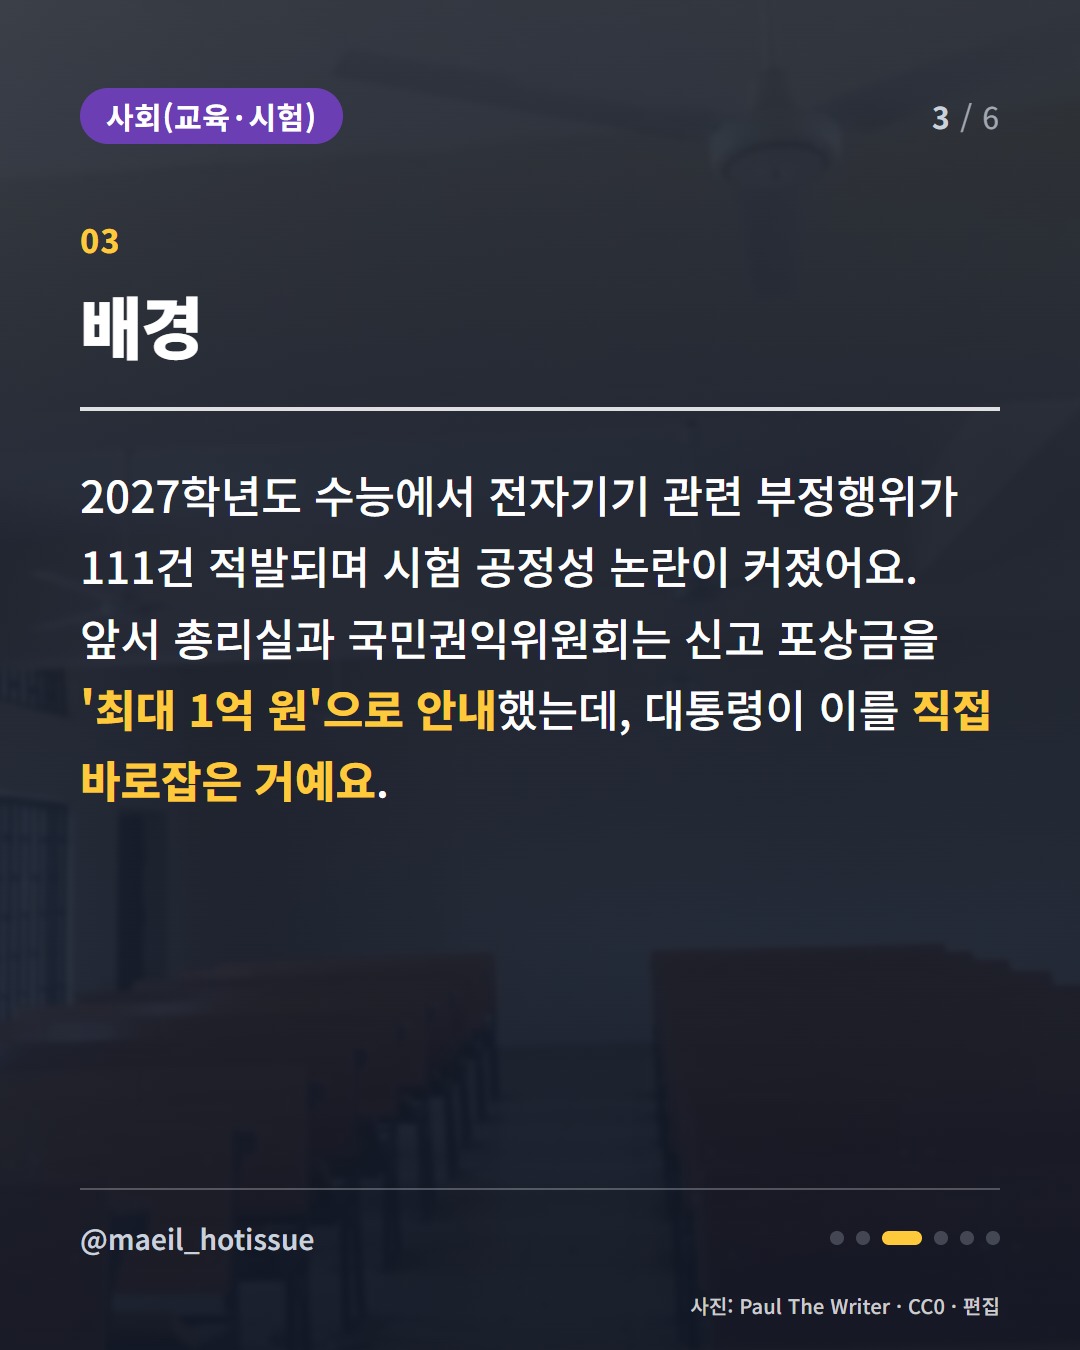 사회(교육·시험)
3 / 6
03
배경
2027학년도 수능에서 전자기기 관련 부정행위가
111건 적발되며 시험 공정성 논란이 커졌어요.
앞서 총리실과 국민권익위원회는 신고 포상금을
'최대 1억 원'으로 안내했는데, 대통령이 이를 직접
바로잡은 거예요.
@maeil_hotissue
사진: Paul The Writer · CC0 · 편집